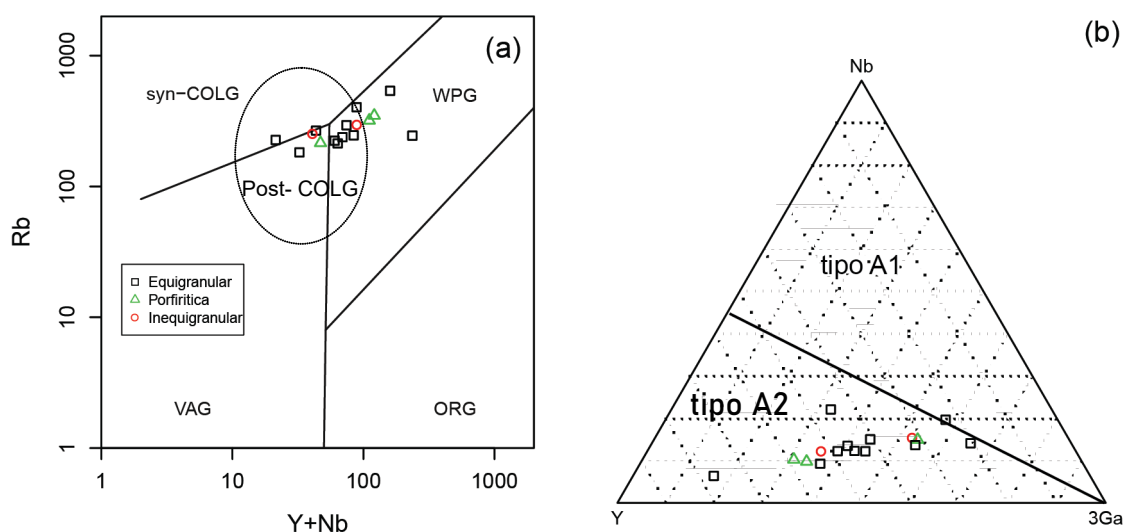 (a)
syn-COLG
WPG
Post- COLG
VAG
ORG
Equigranular
Porfiritica
Inequigranular
Rb
1
10
100
1000
1
10
100
1000
Y+Nb
(b)
Nb
tipo A1
tipo A2
Y
3Ga